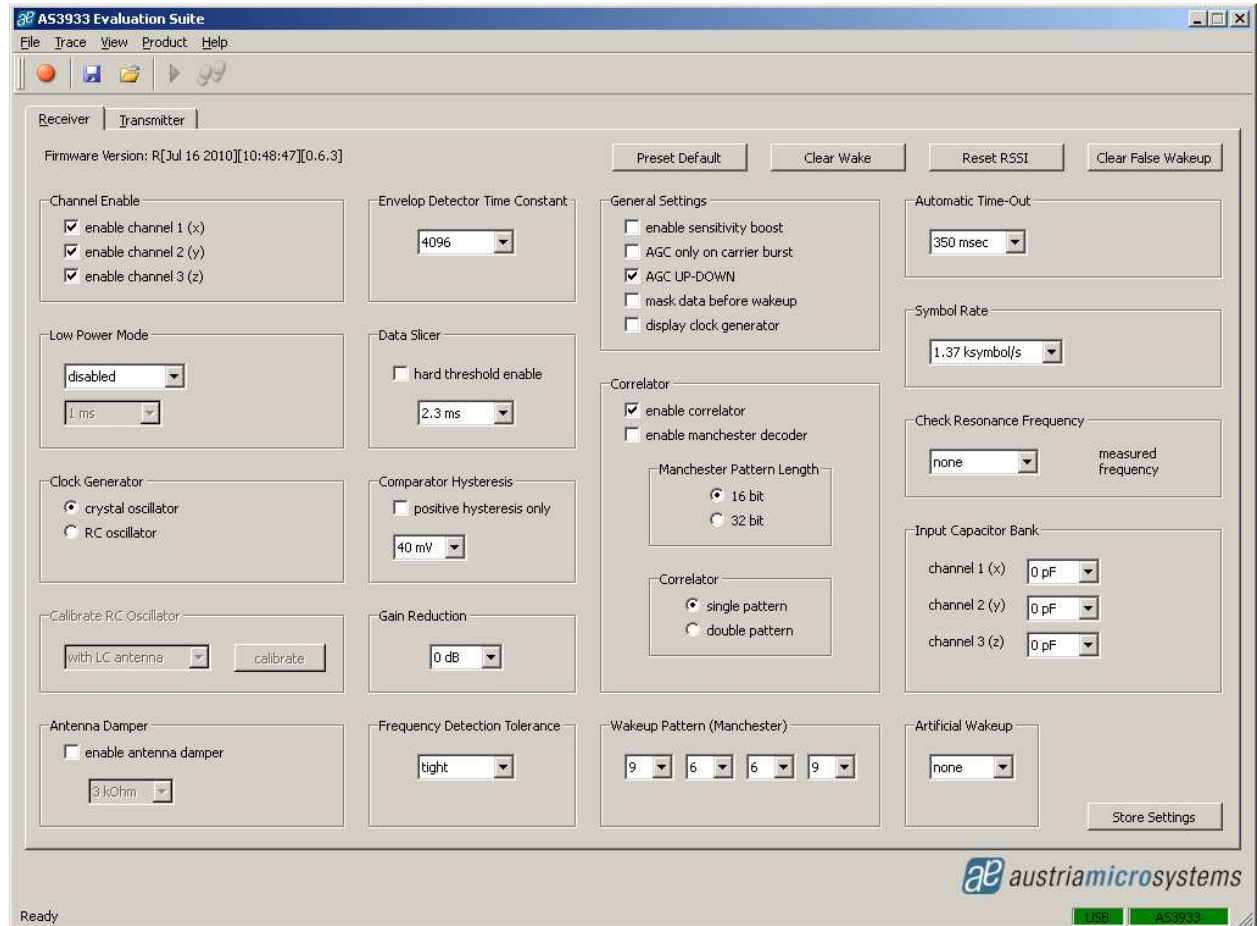 AS3933 Evaluation Suite
File Trace View Product Help
Receiver Transmitter
Firmware Version: R[Jul 16 2010][10:48:47][0.6.3]
Preset Default Clear Wake Reset RSSI Clear False Wakeup
Channel Enable
enable channel 1 (x)
enable channel 2 (y)
enable channel 3 (z)
Low Power Mode
disabled
1 ms
Clock Generator
crystal oscillator
RC oscillator
Calibrate RC Oscillator
with LC antenna calibrate
Antenna Damper
enable antenna damper
3 kOhm
Envelop Detector Time Constant
4096
Data Slicer
hard threshold enable
2.3 ms
Comparator Hysteresis
positive hysteresis only
40 mV
Gain Reduction
0 dB
Frequency Detection Tolerance
tight
General Settings
enable sensitivity boost
AGC only on carrier burst
AGC UP-DOWN
mask data before wakeup
display clock generator
Correlator
enable correlator
enable manchester decoder
Manchester Pattern Length
16 bit
32 bit
Correlator
single pattern
double pattern
Wakeup Pattern (Manchester)
9 6 6 9
Automatic Time-Out
350 msec
Symbol Rate
1.37 ksymbol/s
Check Resonance Frequency
none
measured
frequency
Input Capacitor Bank
channel 1 (x) 0 pF
channel 2 (y) 0 pF
channel 3 (z) 0 pF
Artificial Wakeup
none
Store Settings
ae austriamicrosystems
Ready USB AS3933